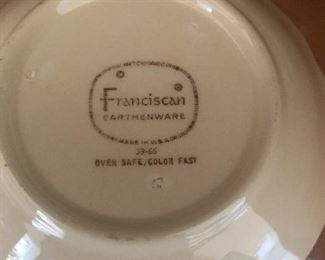 ©
®
Franciscan
EARTHENWARE
MADE IN U.S.A.
OVEN SAFE/COLOR FAST